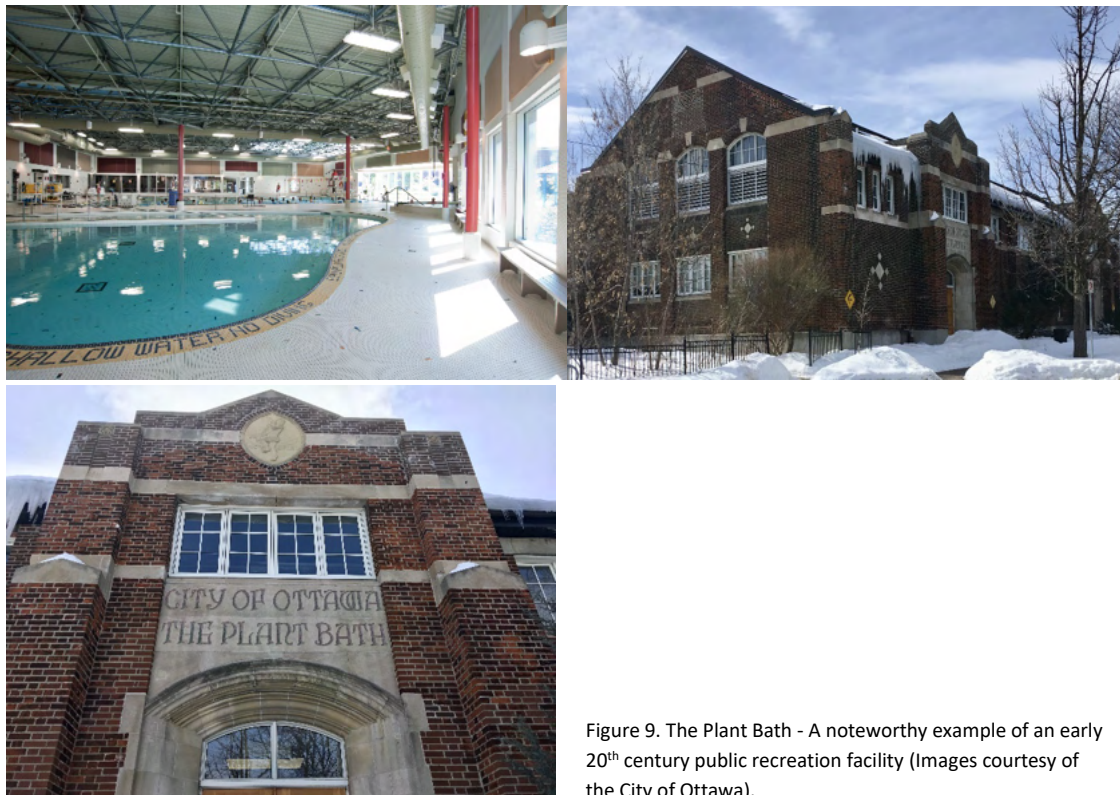 HALLOW WATER NO DIVING
CITY OF OTTAWA
THE PLANT BATH
Figure 9. The Plant Bath - A noteworthy example of an early
20th century public recreation facility (Images courtesy of
the City of Ottawa).